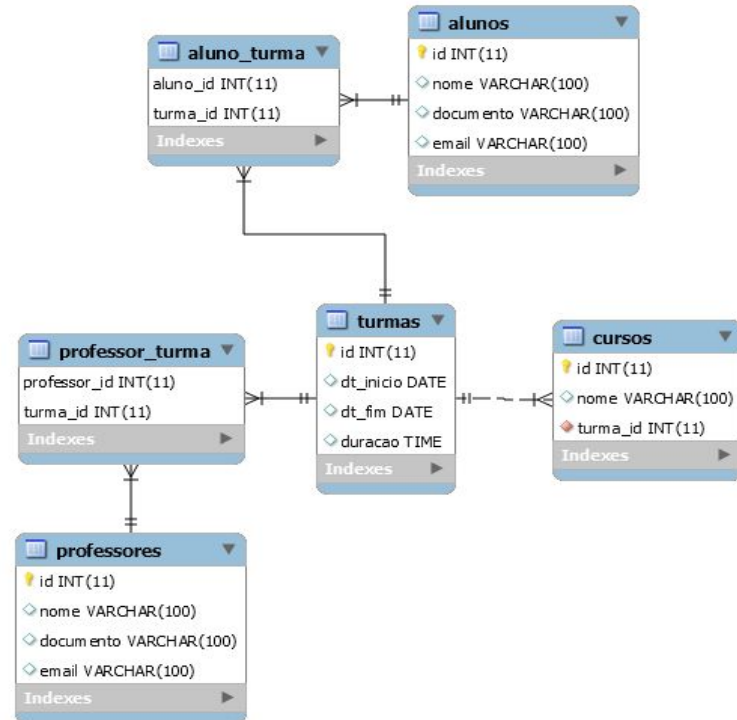 alunos
id INT(11)
nome VARCHAR(100)
documento VARCHAR(100)
email VARCHAR(100)
Indexes
aluno_turma
aluno_id INT(11)
turma_id INT(11)
Indexes
turmas
id INT(11)
dt_inicio DATE
dt_fim DATE
duracao TIME
Indexes
cursos
id INT(11)
nome VARCHAR(100)
turma_id INT(11)
Indexes
professor_turma
professor_id INT(11)
turma_id INT(11)
Indexes
professores
id INT(11)
nome VARCHAR(100)
documento VARCHAR(100)
email VARCHAR(100)
Indexes